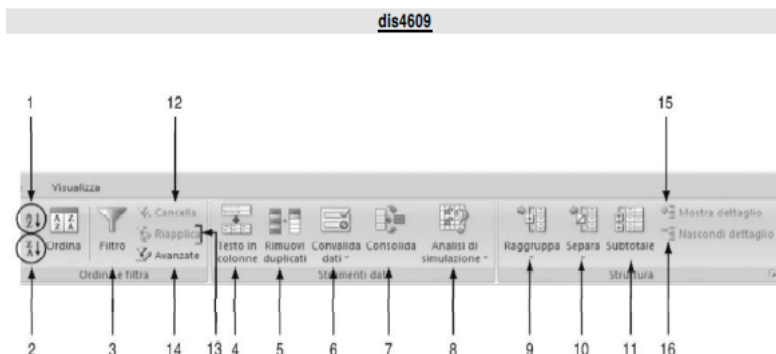 dis4609
1 12 15
Visualizza
Cancella Mostra dettaglio
Ordina Filtro Riapplica Testo in Rimuovi Convalida Consolida Analisi di Raggruppa Separa Subtotale Nascondi dettaglio
Avanzate colonne duplicati dati simulazione
Ordina e filtra Strumenti dati Struttura
2 3 14 13 4 5 6 7 8 9 10 11 16